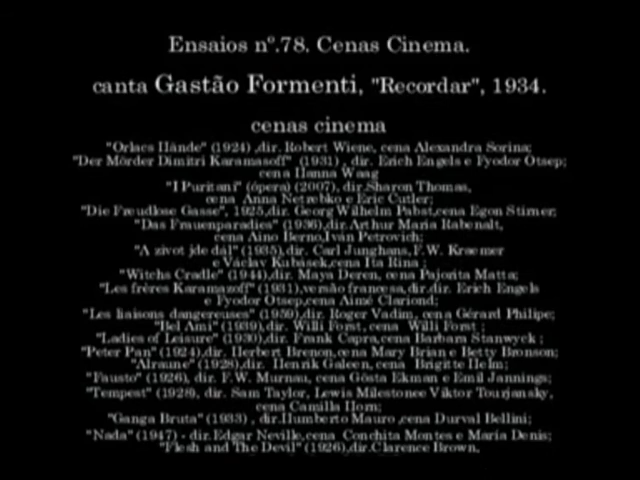 Ensaios nº.78. Cenas Cinema.
canta Gastão Formenti, "Recordar", 1934.
cenas cinema
"Orlacs Hände" (1924) ,dir. Robert Wiene, cena Alexandra Sorina;
"Der Mörder Dimitri Karamasoff" (1931) , dir. Erich Engels e Fyodor Otsep;
cena Hanna Waag
"I Puritani" (ópera) (2007), dir.Sharon Thomas,
cena Anna Netrebko e Eric Cutler;
"Die Freudlose Gasse", 1925,dir. Georg Wilhelm Pabst,cena Egon Stirner;
"Das Frauenparadies" (1936),dir.Arthur Maria Rabenalt,
cena Aino Berno,Iván Petrovich;
"A zivot jde dál" (1935),dir. Carl Junghans,F.W. Kraemer
e Václav Kubásek,cena Ita Rina ;
"Witchs Cradle" (1944),dir. Maya Deren, cena Pajorita Matta;
"Les frères Karamazoff" (1931),versão francesa,dir.dir. Erich Engels
e Fyodor Otsep,cena Aimé Clariond;
"Les liaisons dangereuses" (1959),dir. Roger Vadim, cena Gérard Philipe;
"Bel Ami" (1939),dir. Willi Forst, cena Willi Forst ;
"Ladies of Leisure" (1930),dir. Frank Capra,cena Barbara Stanwyck ;
"Peter Pan" (1924),dir. Herbert Brenon,cena Mary Brian e Betty Bronson;
"Alraune" (1928),dir. Henrik Galeen, cena Brigitte Helm;
"Fausto" (1926), dir. F.W. Murnau, cena Gösta Ekman e Emil Jannings;
"Tempest" (1928), dir. Sam Taylor, Lewis Milestonee Viktor Tourjansky,
cena Camilla Horn;
"Ganga Bruta" (1933) , dir.Humberto Mauro ,cena Durval Bellini;
"Nada" (1947) - dir.Edgar Neville,cena Conchita Montes e María Denis;
"Flesh and The Devil" (1926),dir.Clarence Brown,